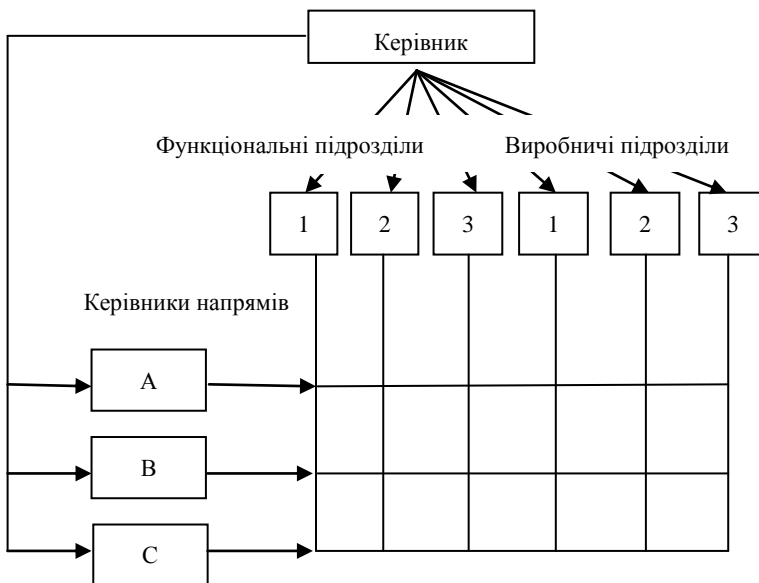 Керівник
Функціональні підрозділи Виробничі підрозділи
1 2 3 1 2 3
Керівники напрямів
А
В
С